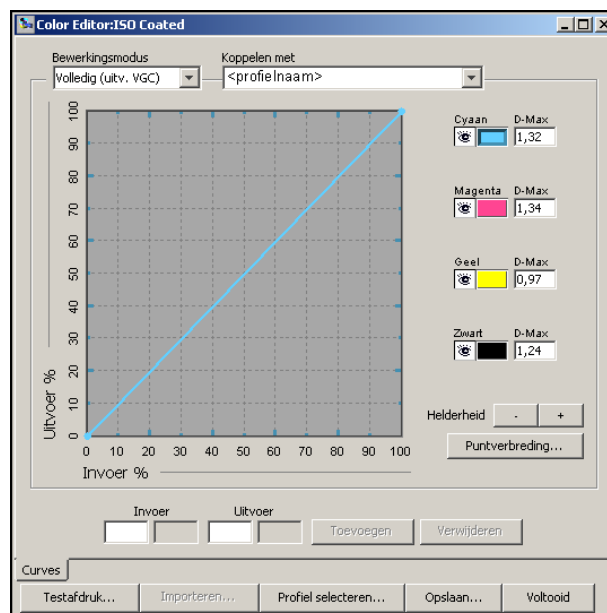 Color Editor:ISO Coated
Bewerkingsmodus Koppelen met
Volledig (uitv. VGC) <profielnaam>
Cyaan D-Max
1,32
Magenta D-Max
1,34
Geel D-Max
0,97
Zwart D-Max
1,24
100
90
80
70
60
50
40
30
20
10
0
Uitvoer %
0 10 20 30 40 50 60 70 80 90 100
Invoer %
Helderheid - +
Puntverbreding...
Invoer Uitvoer
Toevoegen Verwijderen
Curves
Testafdruk... Importeren... Profiel selecteren... Opslaan... Voltooid